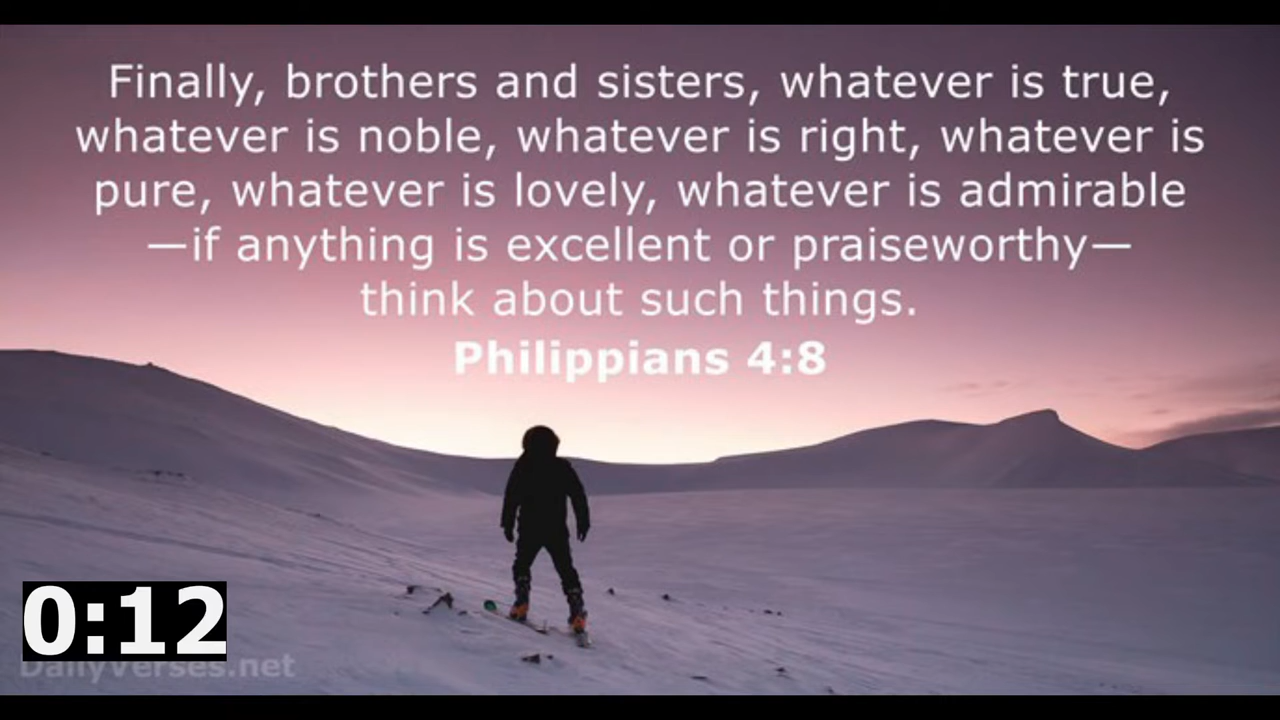 Finally, brothers and sisters, whatever is true,
whatever is noble, whatever is right, whatever is
pure, whatever is lovely, whatever is admirable
—if anything is excellent or praiseworthy—
think about such things.
Philippians 4:8
0:12
DailyVerses.net